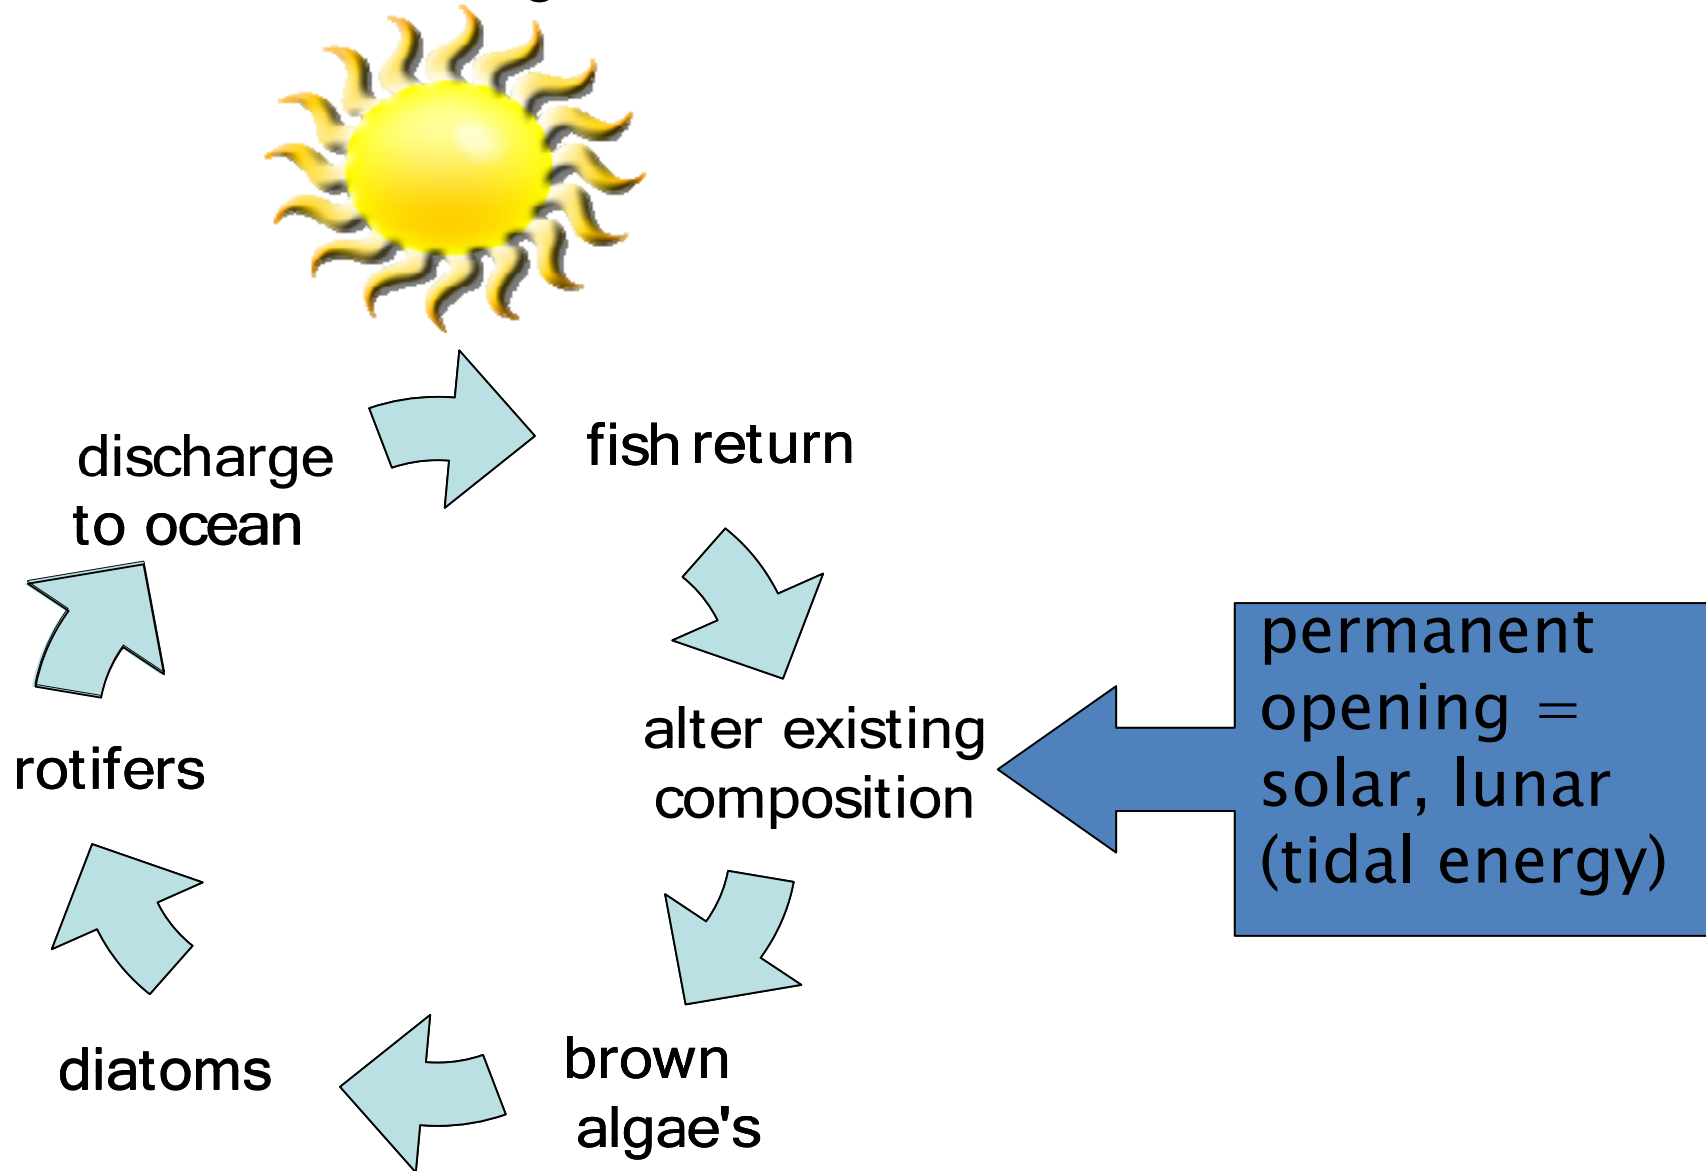 discharge
to ocean
fish return
alter existing
composition
permanent
opening =
solar, lunar
(tidal energy)
brown
algae's
diatoms
rotifers